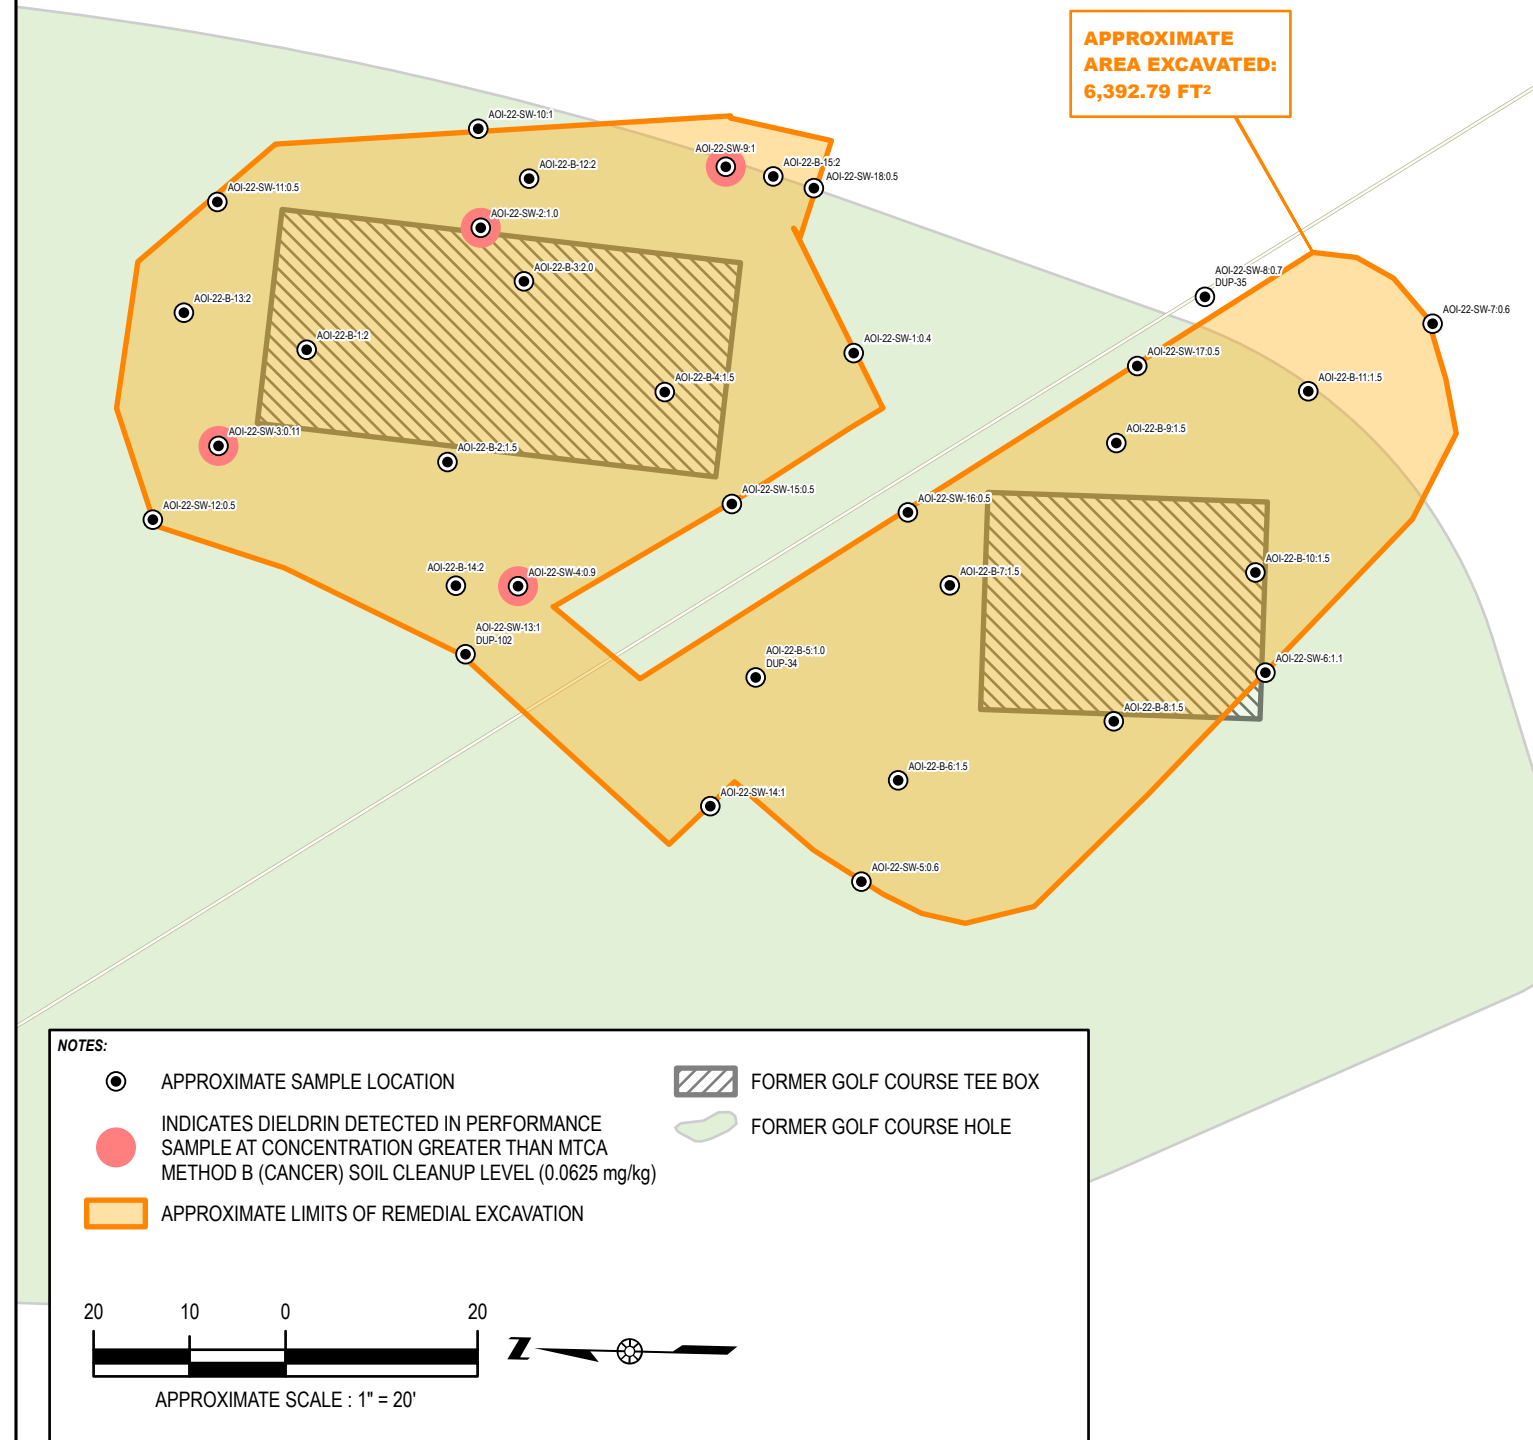 APPROXIMATE
AREA EXCAVATED:
6,392.79 FT²
AOI-22-SW-10:1
AOI-22-SW-9:1
AOI-22-B-12:2
AOI-22-B-15:2
AOI-22-SW-18:0.5
AOI-22-SW-11:0.5
AOI-22-SW-2:1.0
AOI-22-B-3:2.0
AOI-22-SW-8:0.7
DUP-35
AOI-22-B-13:2
AOI-22-SW-7:0.6
AOI-22-B-1:2
AOI-22-SW-1:0.4
AOI-22-SW-17:0.5
AOI-22-B-4:1.5
AOI-22-B-11:1.5
AOI-22-SW-3:0.11
AOI-22-B-2:1.5
AOI-22-B-9:1.5
AOI-22-SW-15:0.5
AOI-22-SW-12:0.5
AOI-22-SW-16:0.5
AOI-22-B-14:2
AOI-22-SW-4:0.9
AOI-22-B-7:1.5
AOI-22-B-10:1.5
AOI-22-SW-13:1
DUP-102
AOI-22-B-5:1.0
DUP-34
AOI-22-SW-6:1.1
AOI-22-B-8:1.5
AOI-22-B-6:1.5
AOI-22-SW-14:1
AOI-22-SW-5:0.6
NOTES:
APPROXIMATE SAMPLE LOCATION
INDICATES DIELDRIN DETECTED IN PERFORMANCE
SAMPLE AT CONCENTRATION GREATER THAN MTCA
METHOD B (CANCER) SOIL CLEANUP LEVEL (0.0625 mg/kg)
APPROXIMATE LIMITS OF REMEDIAL EXCAVATION
FORMER GOLF COURSE TEE BOX
FORMER GOLF COURSE HOLE
20 10 0 20
Z
APPROXIMATE SCALE : 1" = 20'